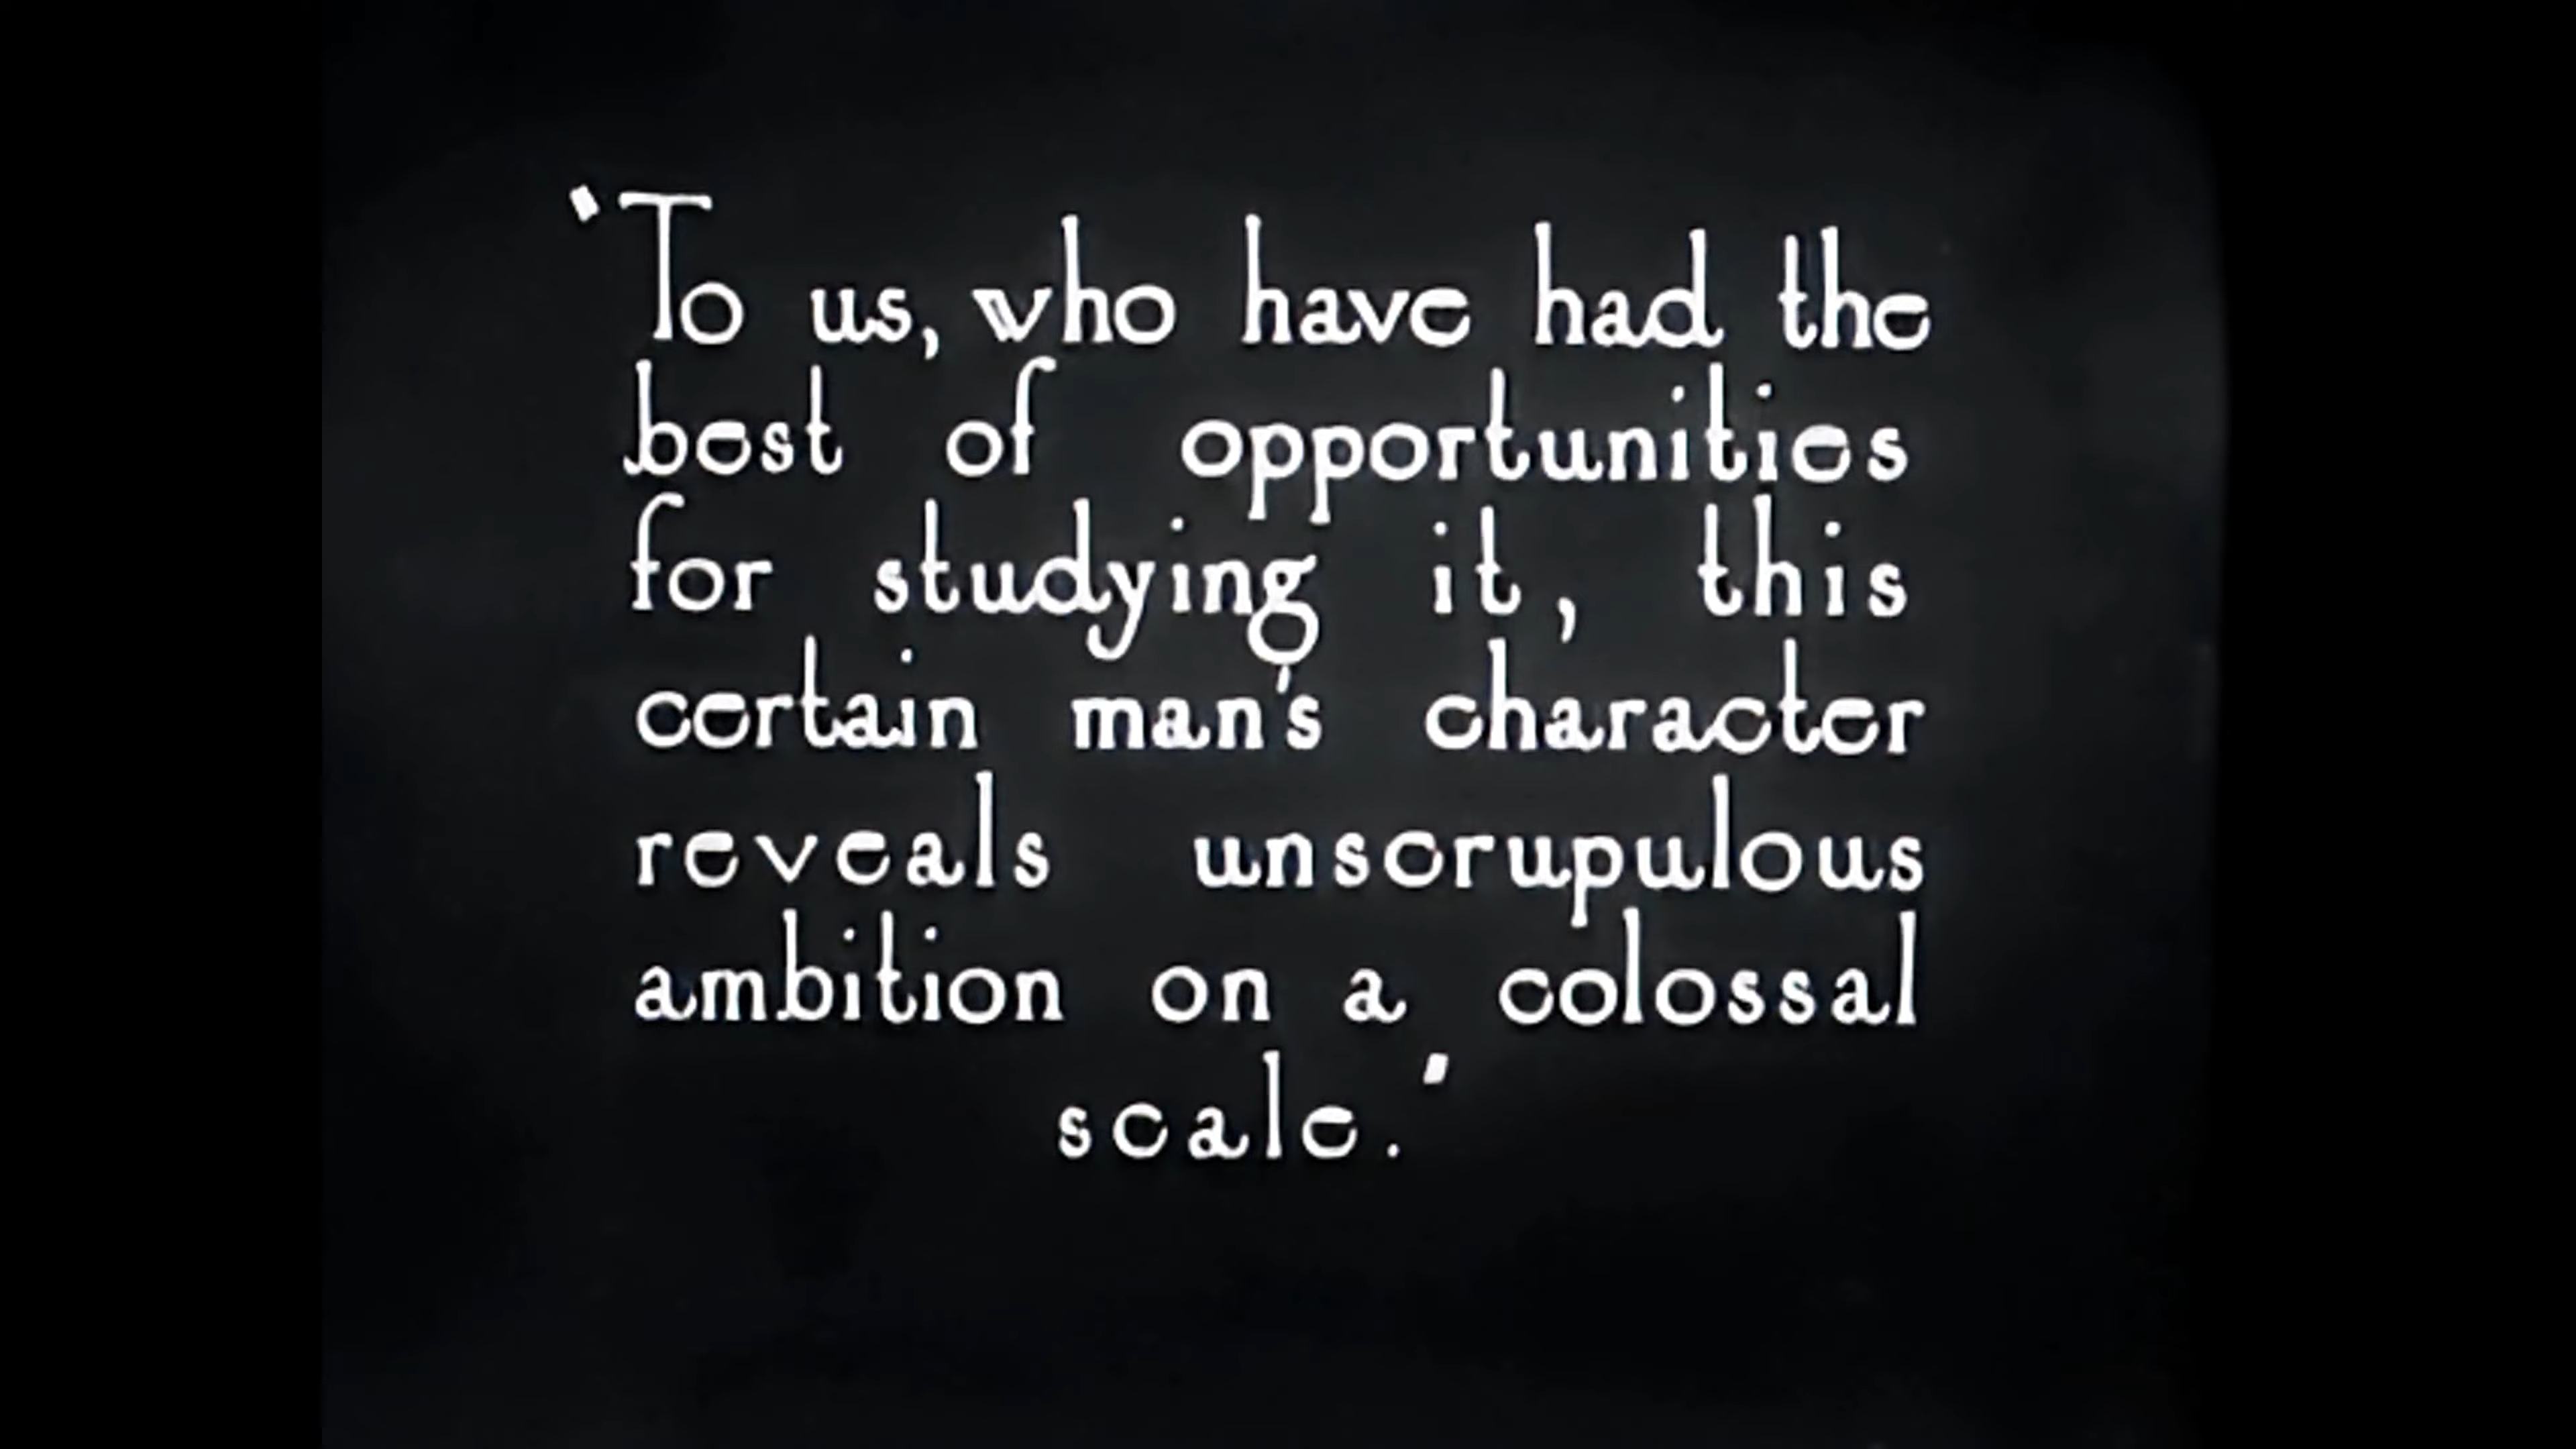 'To us, who have had the
best of opportunities
for studying it, this
certain man's character
reveals unscrupulous
ambition on a colossal
scale.'